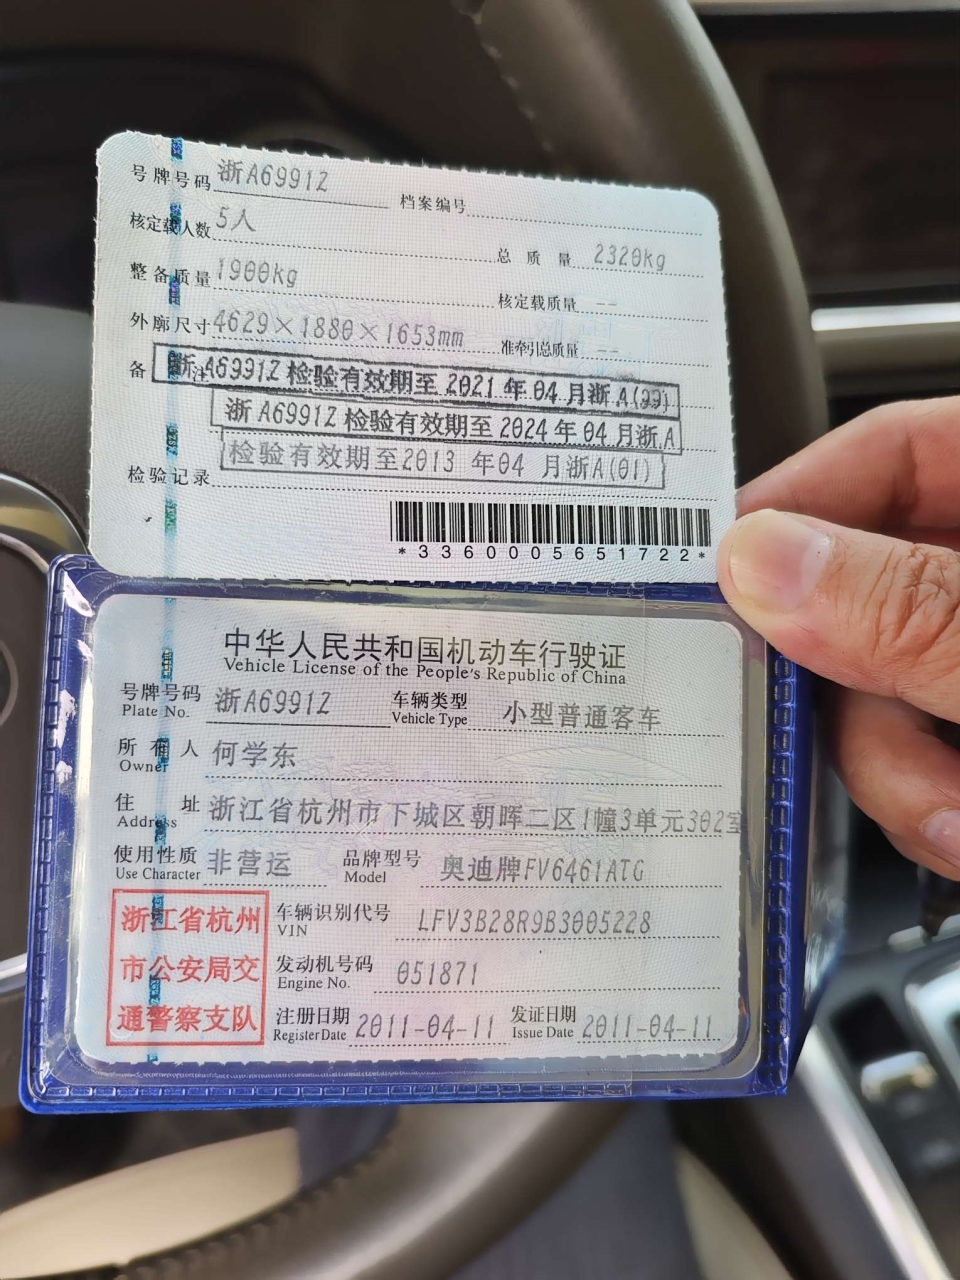 号牌号码 浙A6991Z 档案编号
核定载人数 5人 总质量 2320kg
整备质量 1900kg 核定载质量 --
外廓尺寸 4629×1880×1653mm 准牵引总质量 --
备注 浙A6991Z检验有效期至2021年04月浙A(99)
浙A6991Z检验有效期至2024年04月浙A
检验有效期至2013年04月浙A(01)
检验记录
*3360005651722*
中华人民共和国机动车行驶证
Vehicle License of the People's Republic of China
号牌号码 浙A6991Z 车辆类型 小型普通客车
Plate No. Vehicle Type
所有人 何学东
Owner
住址 浙江省杭州市下城区朝晖二区1幢3单元302室
Address
使用性质 非营运 品牌型号 奥迪牌FV6461ATG
Use Character Model
浙江省杭州
市公安局交
通警察支队
车辆识别代号 LFV3B28R9B3005228
VIN
发动机号码 051871
Engine No.
注册日期 2011-04-11 发证日期 2011-04-11
Register Date Issue Date